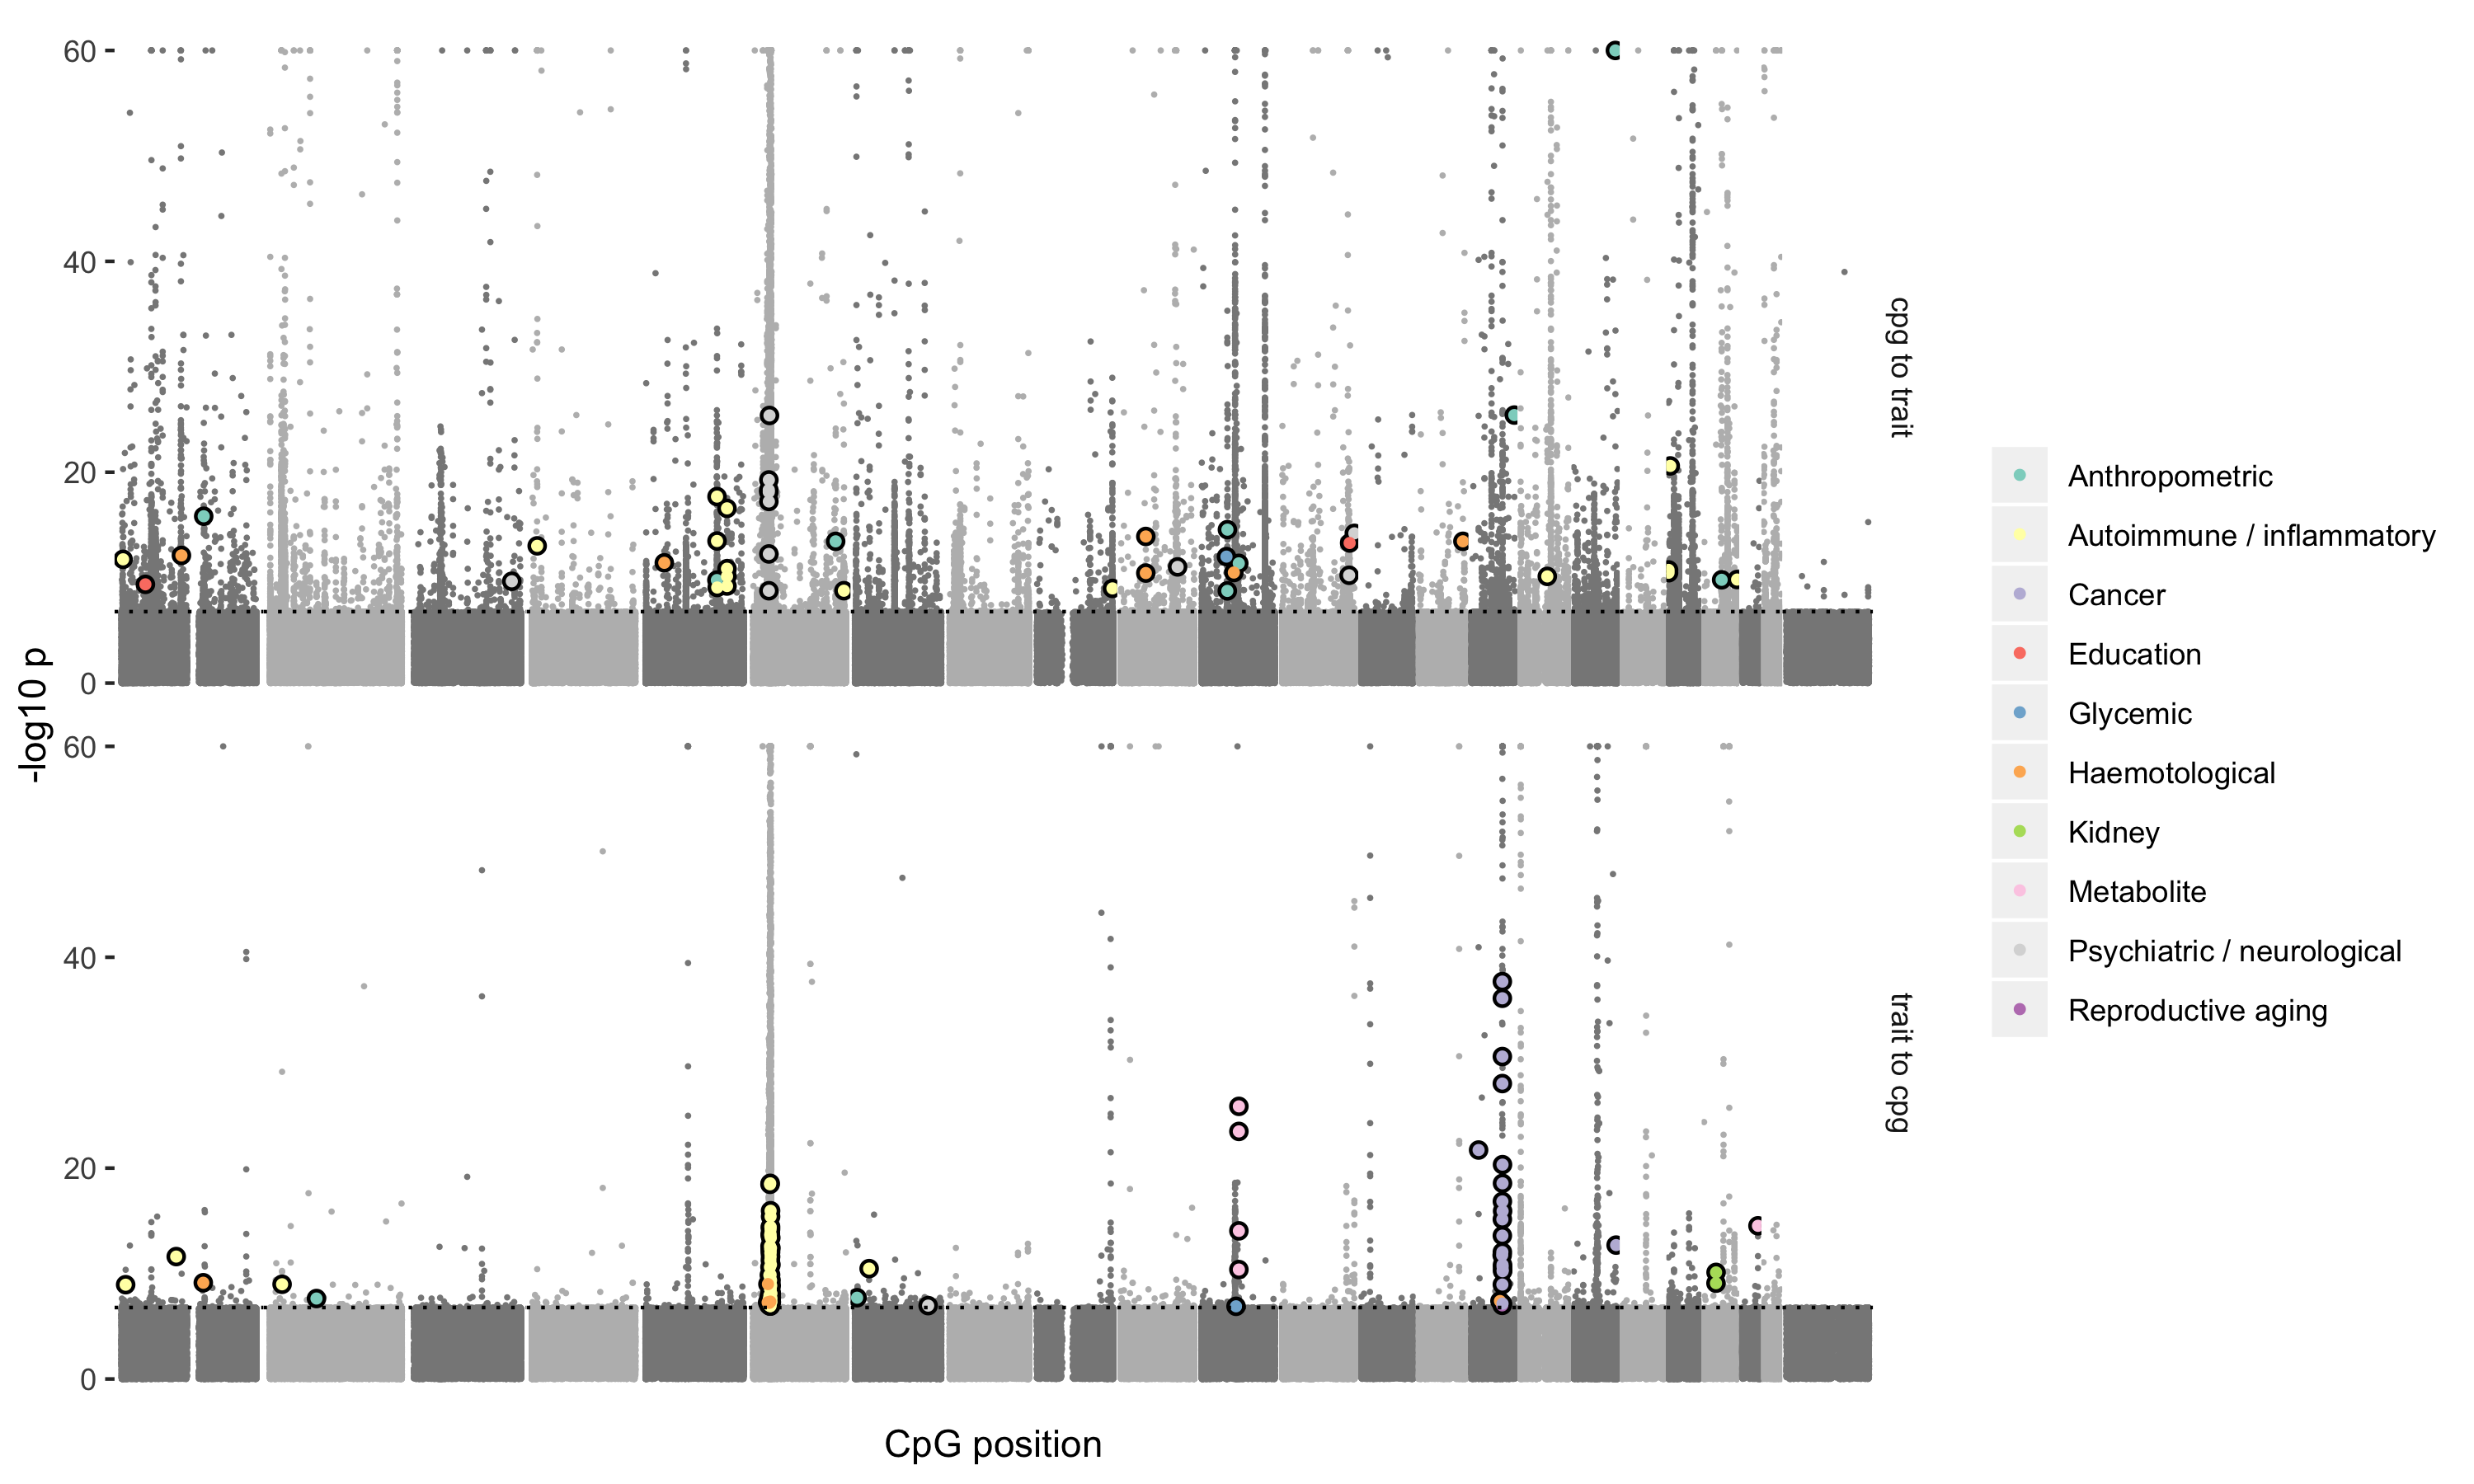 60
40
20
0
cpg to trait
-log10 p
60
40
20
0
trait to cpg
CpG position
Anthropometric
Autoimmune / inflammatory
Cancer
Education
Glycemic
Haemotological
Kidney
Metabolite
Psychiatric / neurological
Reproductive aging